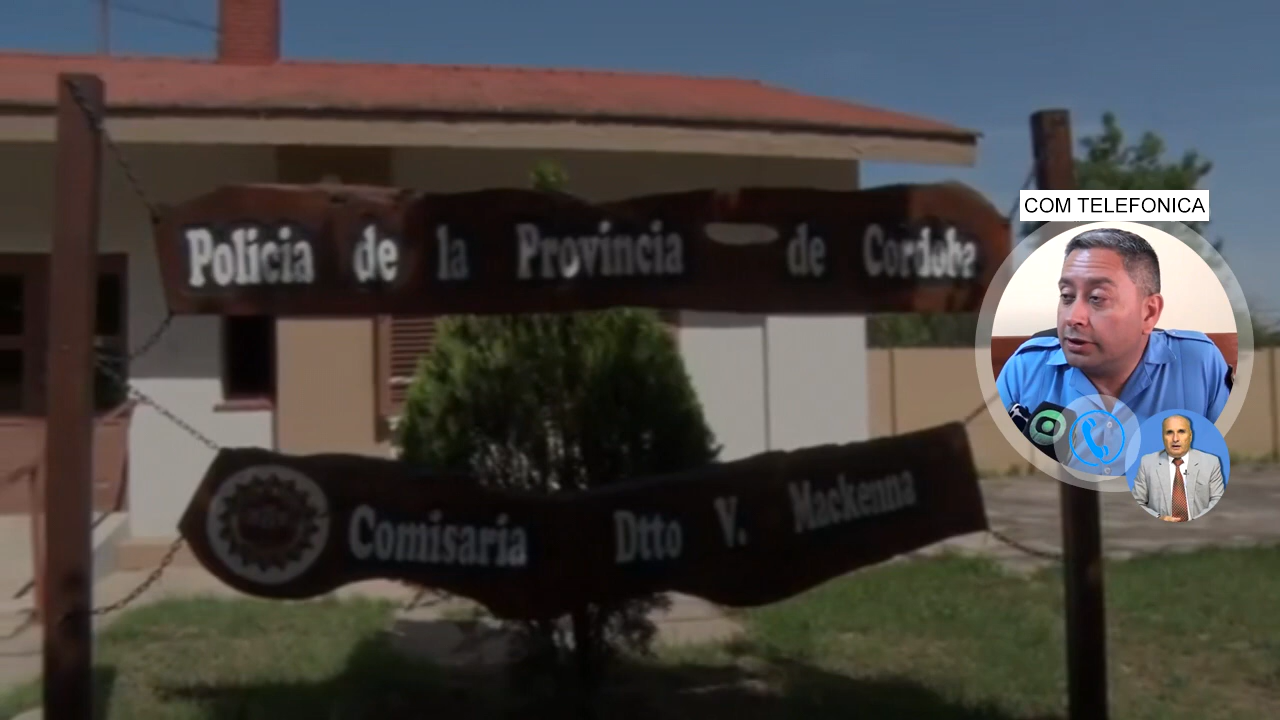 COM TELEFONICA
Policia de la Provincia de Cordoba
Comisaria Dtto V. Mackenna